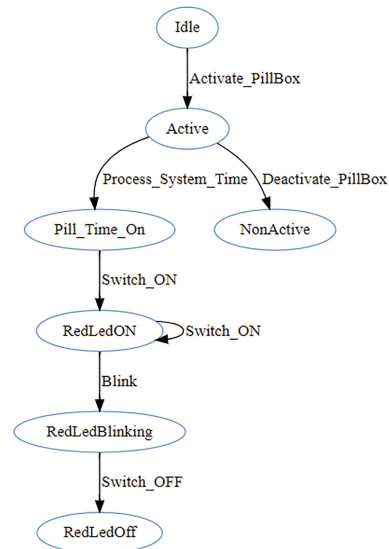 Idle
Activate_PillBox
Active
Process_System_Time
Deactivate_PillBox
Pill_Time_On
NonActive
Switch_ON
RedLedON
Switch_ON
Blink
RedLedBlinking
Switch_OFF
RedLedOff